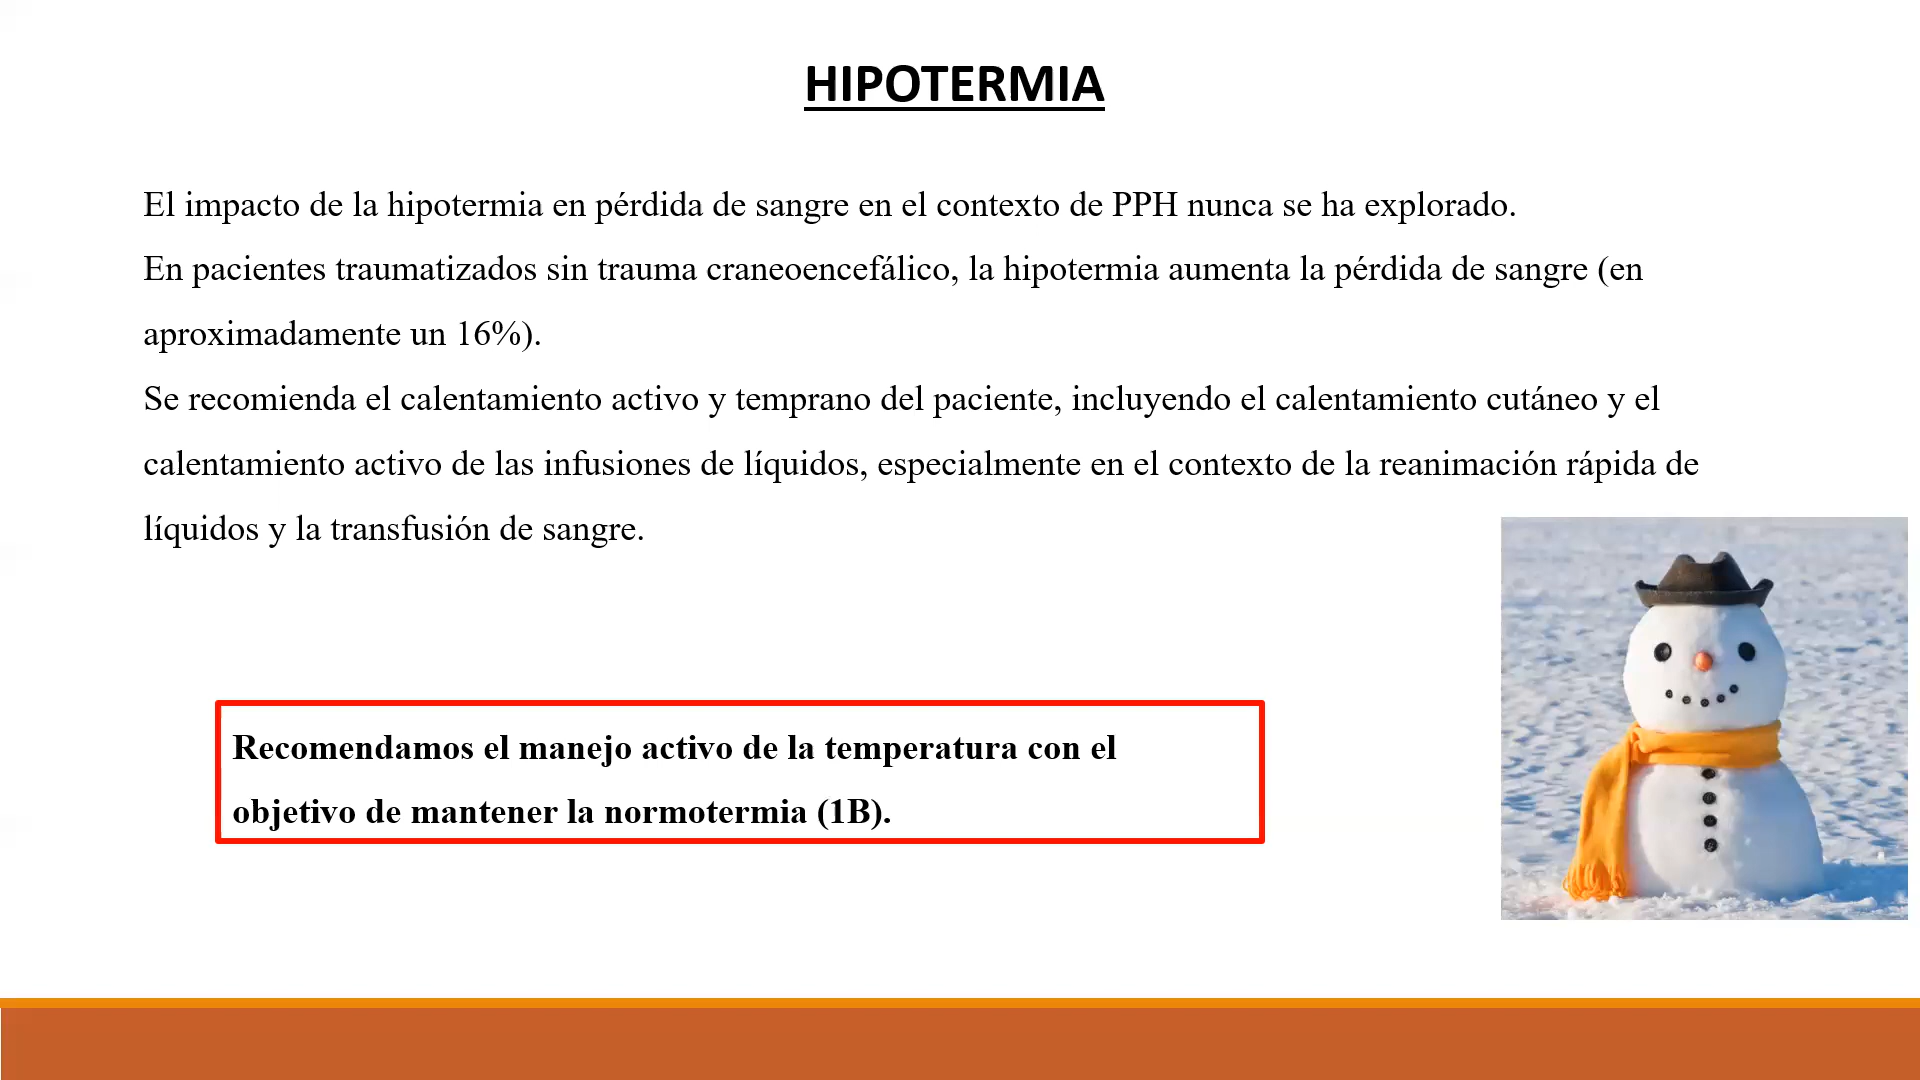 HIPOTERMIA
El impacto de la hipotermia en pérdida de sangre en el contexto de PPH nunca se ha explorado.
En pacientes traumatizados sin trauma craneoencefálico, la hipotermia aumenta la pérdida de sangre (en
aproximadamente un 16%).
Se recomienda el calentamiento activo y temprano del paciente, incluyendo el calentamiento cutáneo y el
calentamiento activo de las infusiones de líquidos, especialmente en el contexto de la reanimación rápida de
líquidos y la transfusión de sangre.
Recomendamos el manejo activo de la temperatura con el
objetivo de mantener la normotermia (1B).